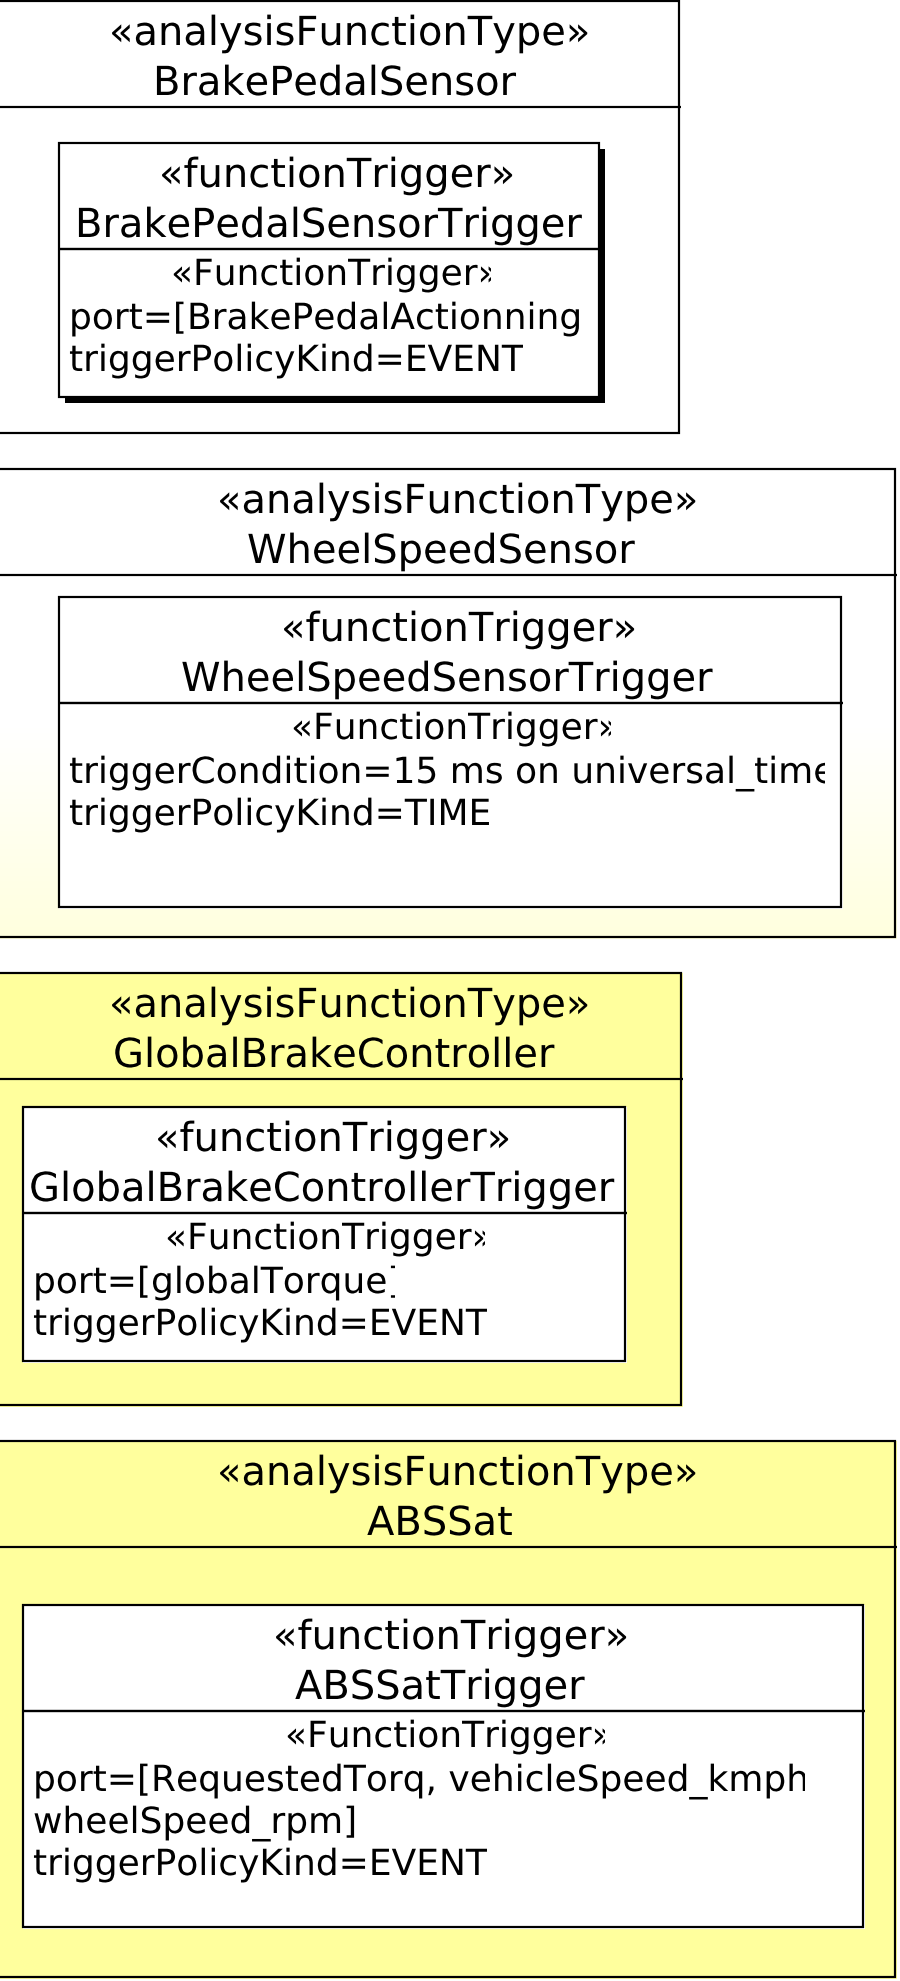 «analysisFunctionType»
BrakePedalSensor
«functionTrigger»
BrakePedalSensorTrigger
«FunctionTrigger»
port=[BrakePedalActionning
triggerPolicyKind=EVENT
«analysisFunctionType»
WheelSpeedSensor
«functionTrigger»
WheelSpeedSensorTrigger
«FunctionTrigger»
triggerCondition=15 ms on universal_time
triggerPolicyKind=TIME
«analysisFunctionType»
GlobalBrakeController
«functionTrigger»
GlobalBrakeControllerTrigger
«FunctionTrigger»
port=[globalTorque]
triggerPolicyKind=EVENT
«analysisFunctionType»
ABSSat
«functionTrigger»
ABSSatTrigger
«FunctionTrigger»
port=[RequestedTorq, vehicleSpeed_kmph
wheelSpeed_rpm]
triggerPolicyKind=EVENT